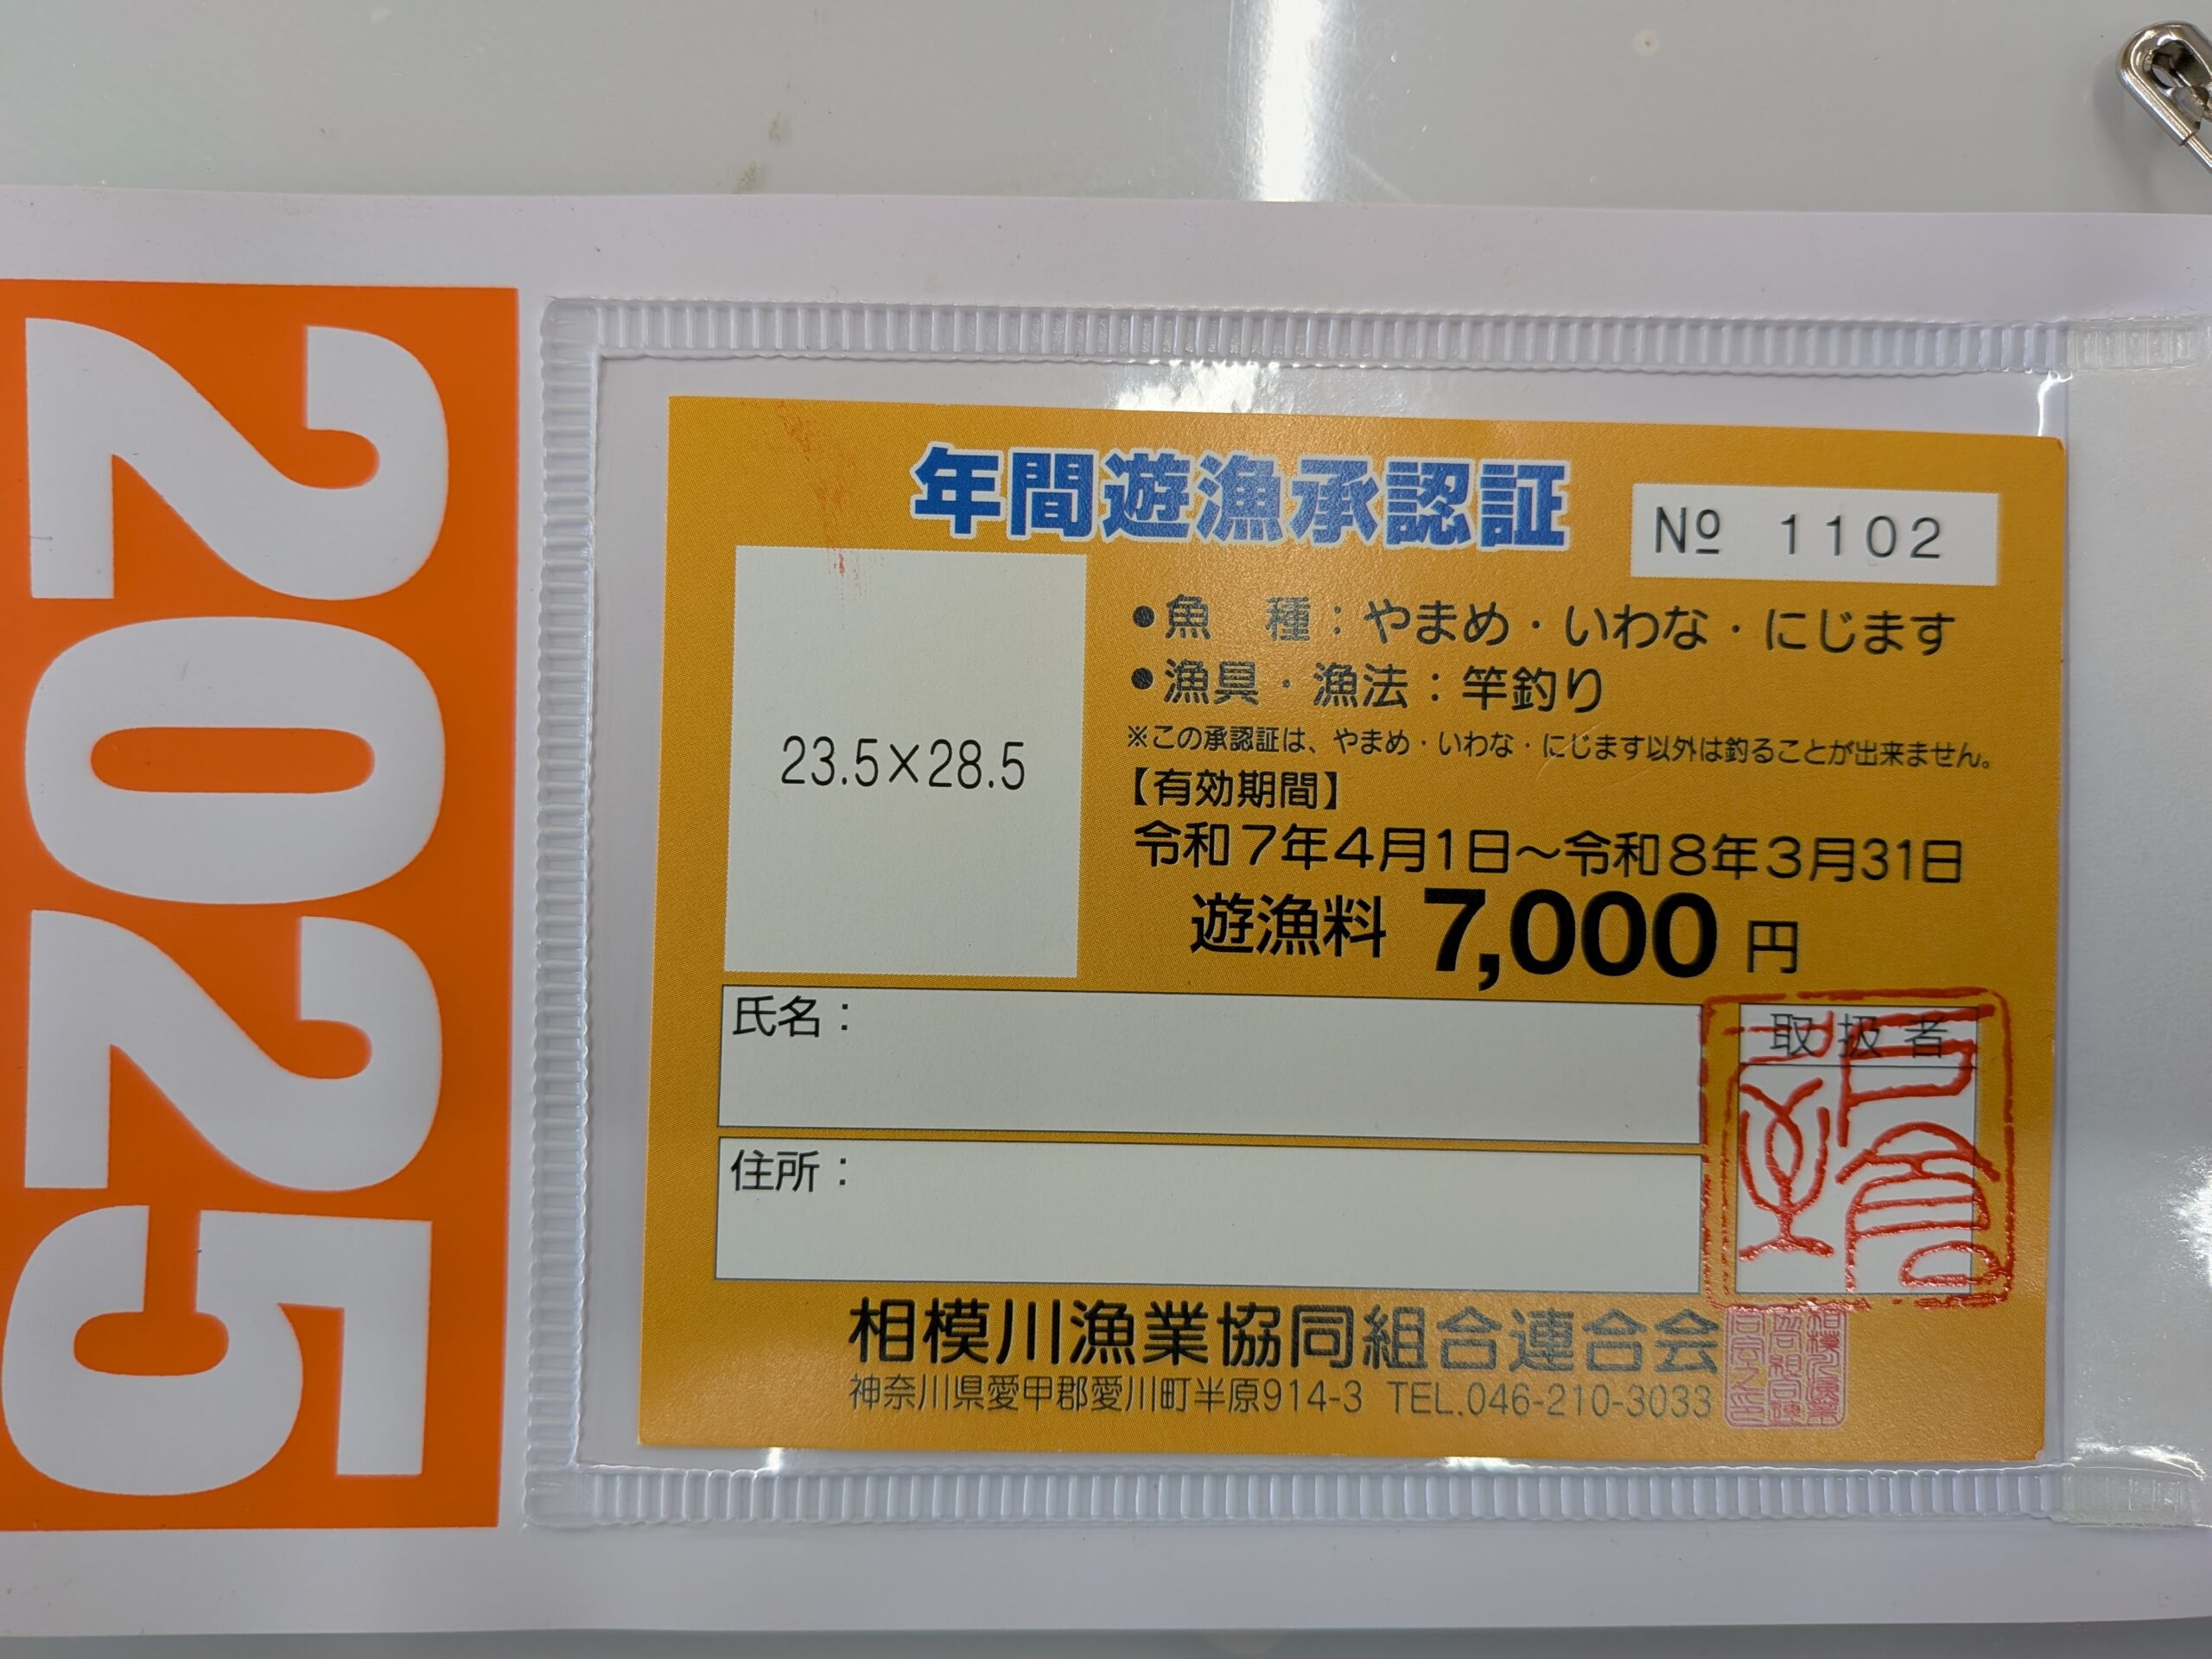 2025
年間遊漁承認証
№ 1102
●魚 種：やまめ・いわな・にじます
●漁具・漁法：竿釣り
※この承認証は、やまめ・いわな・にじます以外は釣ることが出来ません。
【有効期間】
令和7年4月1日～令和8年3月31日
遊漁料 7,000 円
23.5×28.5
氏名：
取扱者
住所：
相模川漁業協同組合連合会
神奈川県愛甲郡愛川町半原914-3 TEL.046-210-3033